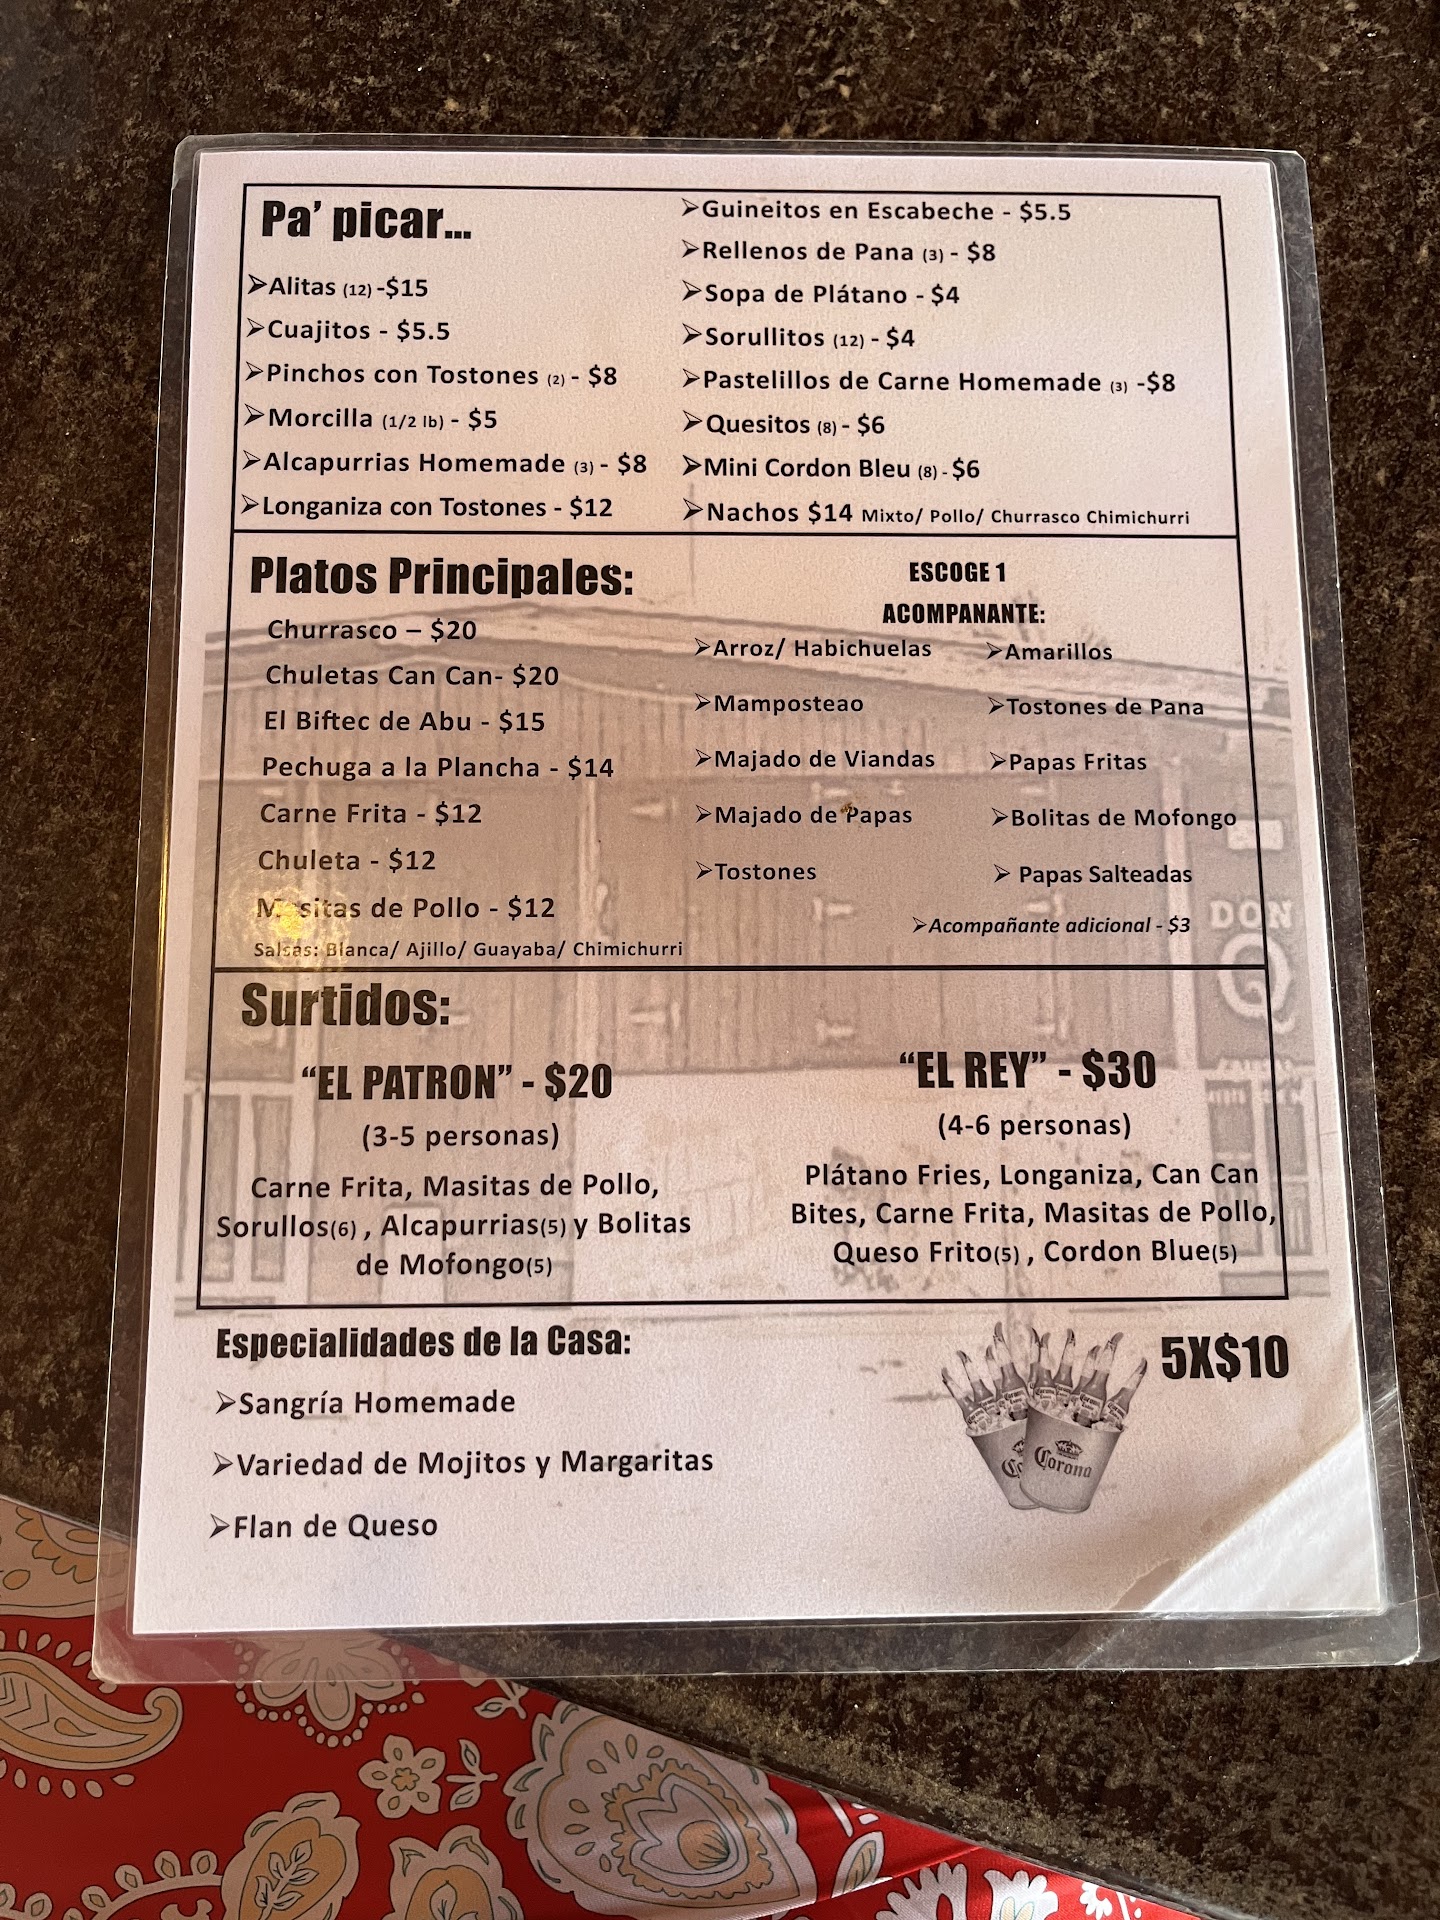 Pa' picar...
➢Alitas (12) -$15
➢Cuajitos - $5.5
➢Pinchos con Tostones (2) - $8
➢Morcilla (1/2 lb) - $5
➢Alcapurrias Homemade (3) - $8
➢Longaniza con Tostones - $12
➢Guineitos en Escabeche - $5.5
➢Rellenos de Pana (3) - $8
➢Sopa de Plátano - $4
➢Sorullitos (12) - $4
➢Pastelillos de Carne Homemade (3) -$8
➢Quesitos (8) - $6
➢Mini Cordon Bleu (8) - $6
➢Nachos $14 Mixto/ Pollo/ Churrasco Chimichurri
Platos Principales:
Churrasco – $20
Chuletas Can Can- $20
El Biftec de Abu - $15
Pechuga a la Plancha - $14
Carne Frita - $12
Chuleta - $12
Masitas de Pollo - $12
Salsas: Blanca/ Ajillo/ Guayaba/ Chimichurri
ESCOGE 1
ACOMPANANTE:
➢Arroz/ Habichuelas
➢Mamposteao
➢Majado de Viandas
➢Majado de Papas
➢Tostones
➢Amarillos
➢Tostones de Pana
➢Papas Fritas
➢Bolitas de Mofongo
➢ Papas Salteadas
➢Acompañante adicional - $3
DON
Q
Surtidos:
"EL PATRON" - $20
(3-5 personas)
Carne Frita, Masitas de Pollo,
Sorullos(6) , Alcapurrias(5) y Bolitas
de Mofongo(5)
"EL REY" - $30
(4-6 personas)
Plátano Fries, Longaniza, Can Can
Bites, Carne Frita, Masitas de Pollo,
Queso Frito(5) , Cordon Blue(5)
Especialidades de la Casa:
➢Sangría Homemade
➢Variedad de Mojitos y Margaritas
➢Flan de Queso
5X$10
Corona